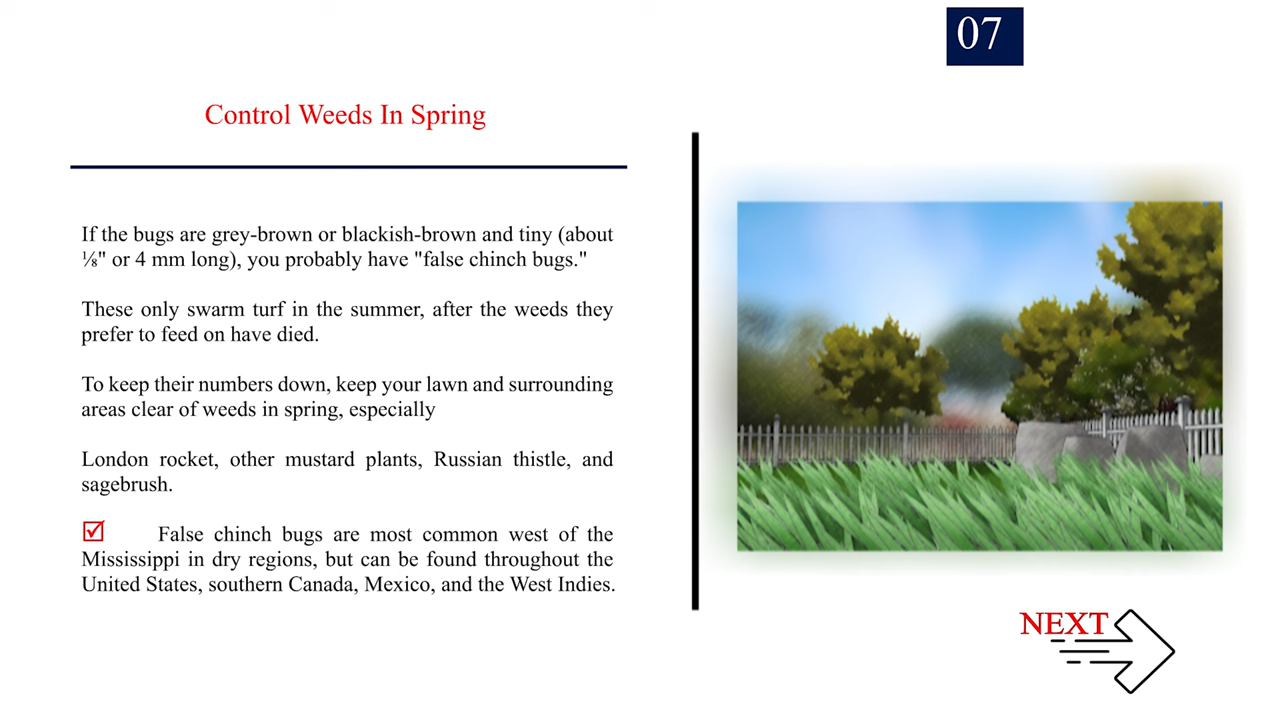 07
Control Weeds In Spring
If the bugs are grey-brown or blackish-brown and tiny (about
⅛" or 4 mm long), you probably have "false chinch bugs."
These only swarm turf in the summer, after the weeds they
prefer to feed on have died.
To keep their numbers down, keep your lawn and surrounding
areas clear of weeds in spring, especially
London rocket, other mustard plants, Russian thistle, and
sagebrush.
False chinch bugs are most common west of the
Mississippi in dry regions, but can be found throughout the
United States, southern Canada, Mexico, and the West Indies.
NEXT